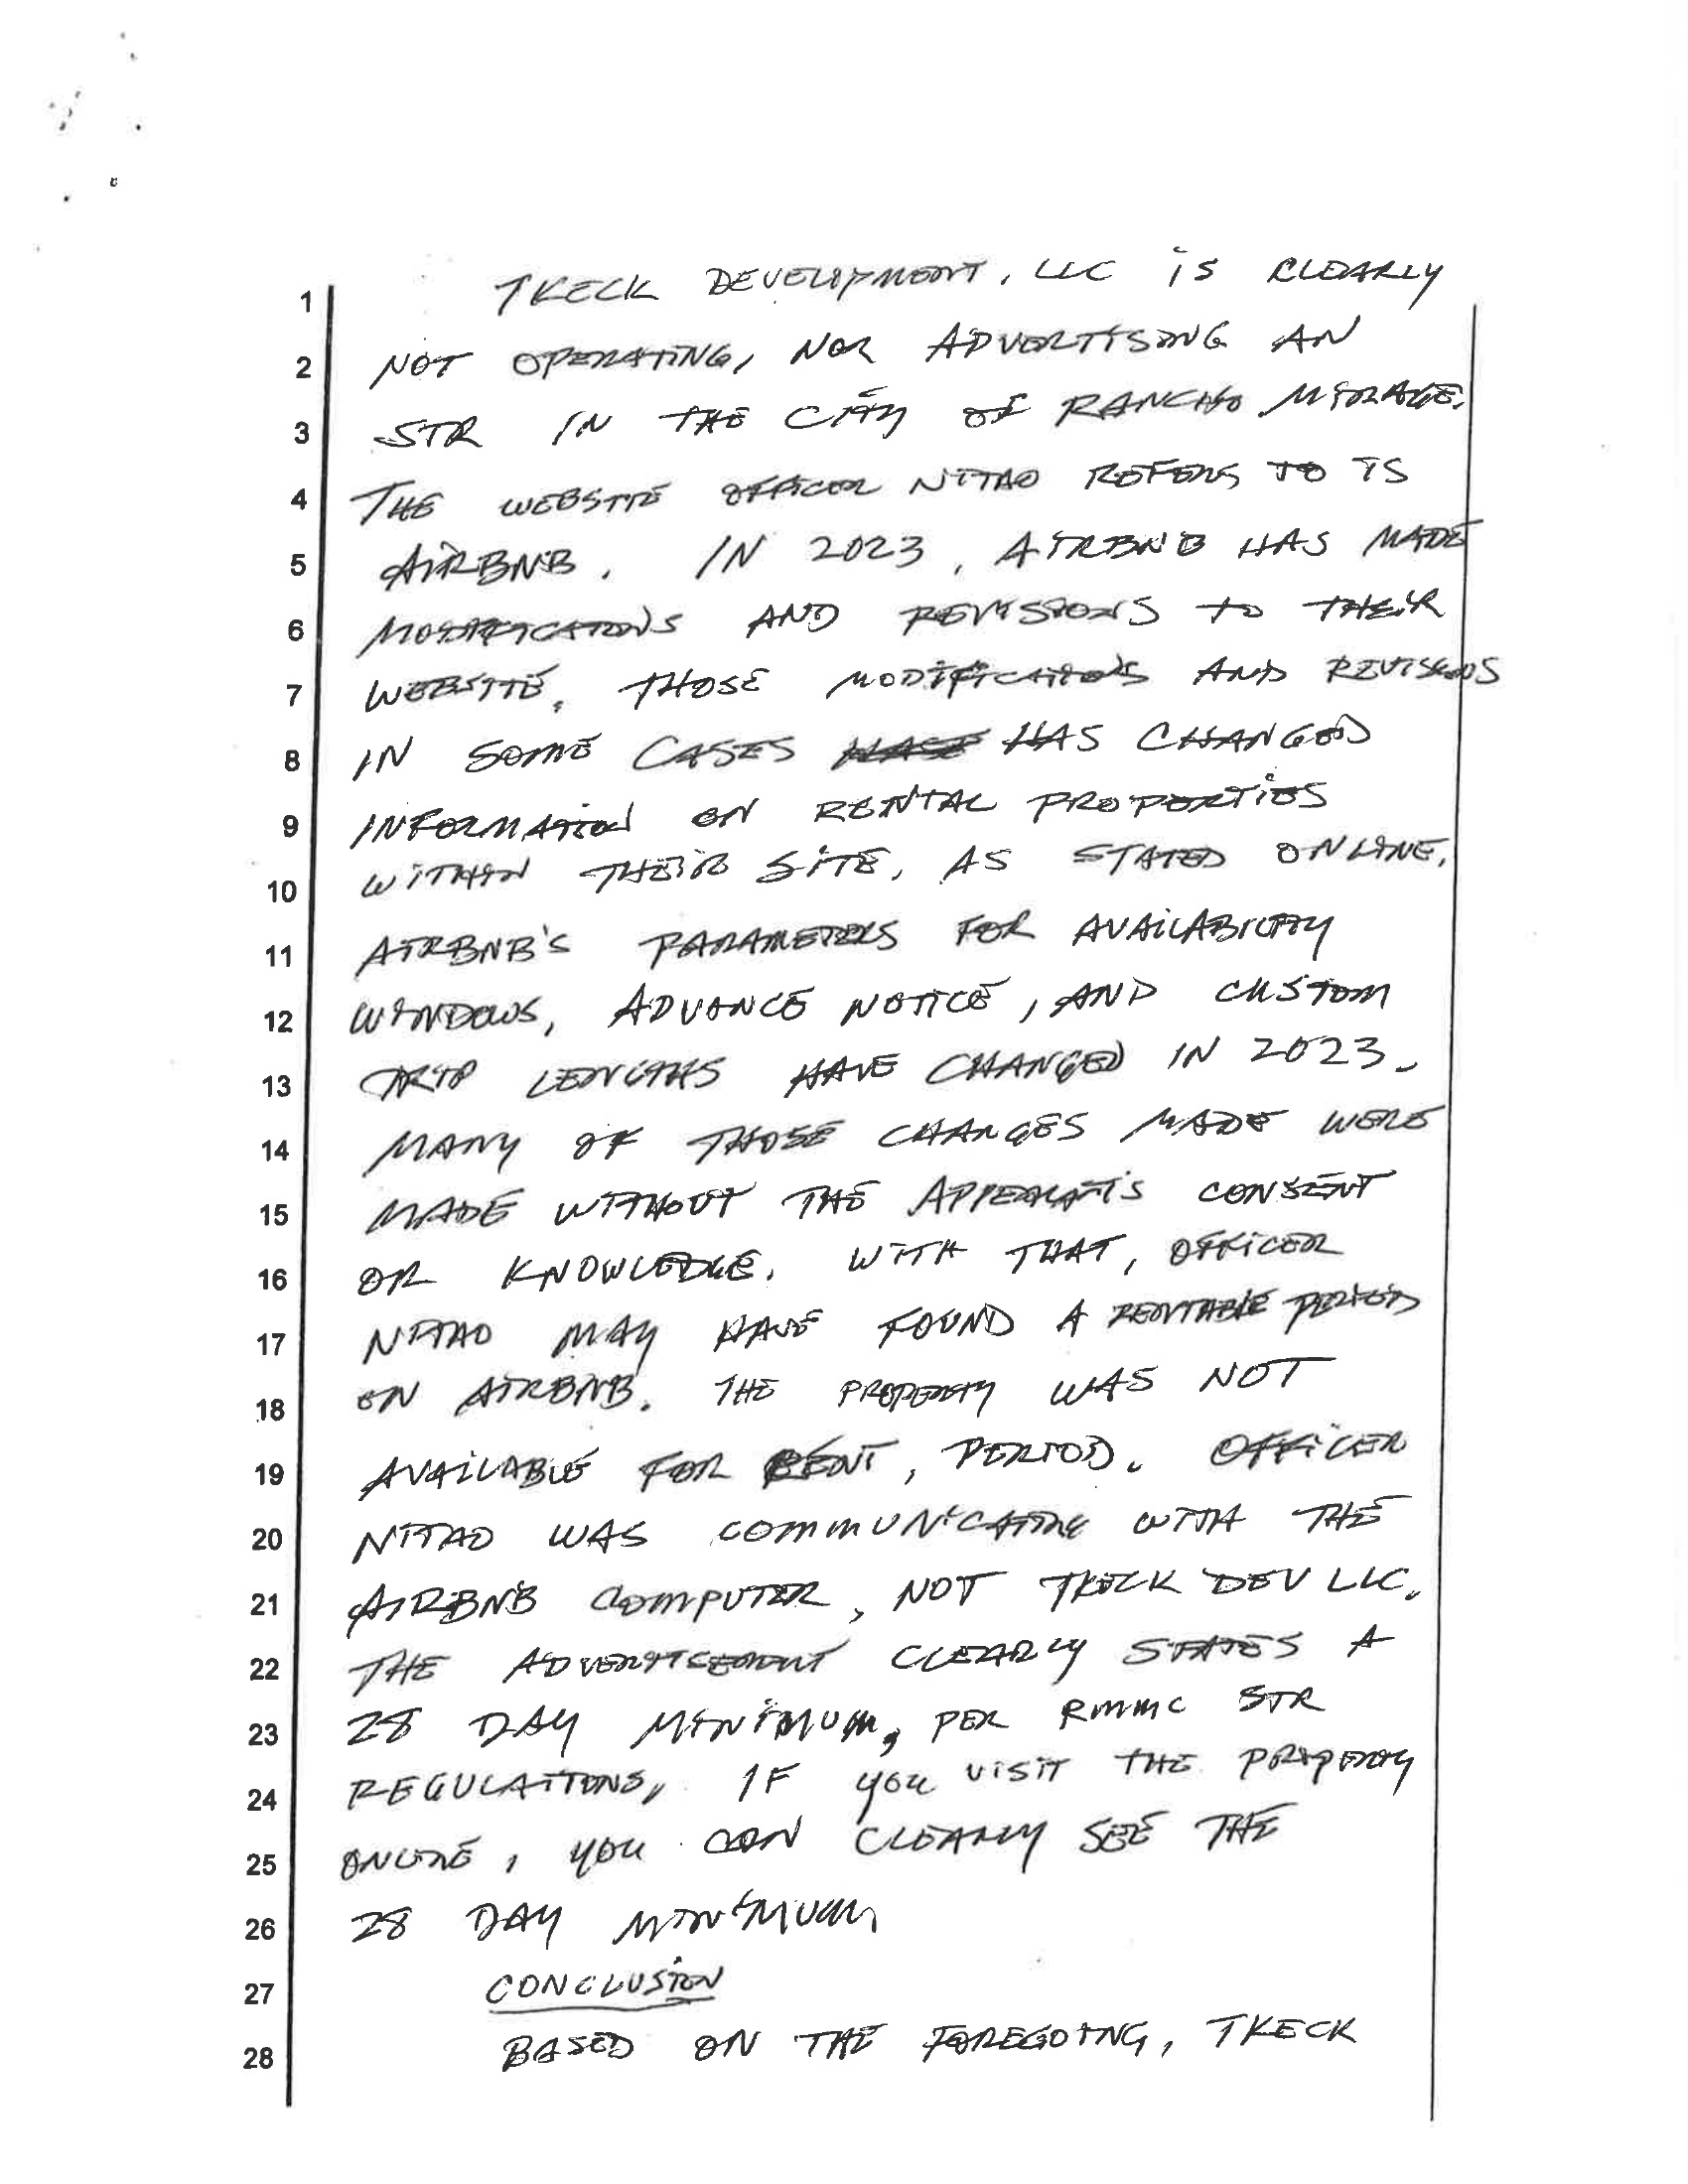 1 TKECK DEVELOPMENT, LLC iS CLEARLY
2 NOT OPERATING, NOR ADVERTISING AN
3 STR IN THE CITY OF RANCHO MIRAGE.
4 THE WEBSITE OFFICER NITAO REFERS TO IS
5 AIRBNB. IN 2023, AIRBNB HAS MADE
6 MODIFICATIONS AND REVISIONS TO THEIR
7 WEBSITE. THOSE MODIFICATIONS AND REVISIONS
8 IN SOME CASES HAS CHANGED
9 INFORMATION ON RENTAL PROPERTIES
10 WITHIN THEIR SITE, AS STATED ONLINE.
11 AIRBNB'S PARAMETERS FOR AVAILABILITY
12 WINDOWS, ADVANCE NOTICE, AND CUSTOM
13 TRIP LENGTHS HAVE CHANGED IN 2023.
14 MANY OF THOSE CHANGES MADE WERE
15 MADE WITHOUT THE APPEALANT'S CONSENT
16 OR KNOWLEDGE. WITH THAT, OFFICER
17 NITAO MAY HAVE FOUND A RENTABLE PERIOD
18 ON AIRBNB. THE PROPERTY WAS NOT
19 AVAILABLE FOR RENT, PERIOD. OFFICER
20 NITAO WAS COMMUNICATING WITH THE
21 AIRBNB COMPUTER, NOT TKECK DEV LLC.
22 THE ADVERTISEMENT CLEARLY STATES A
23 28 DAY MINIMUM, PER RMMC STR
24 REGULATIONS, IF YOU VISIT THE PROPERTY
25 ONLINE, YOU CAN CLEARLY SEE THE
26 28 DAY MINIMUM
27 CONCLUSION
28 BASED ON THE FOREGOING, TKECK